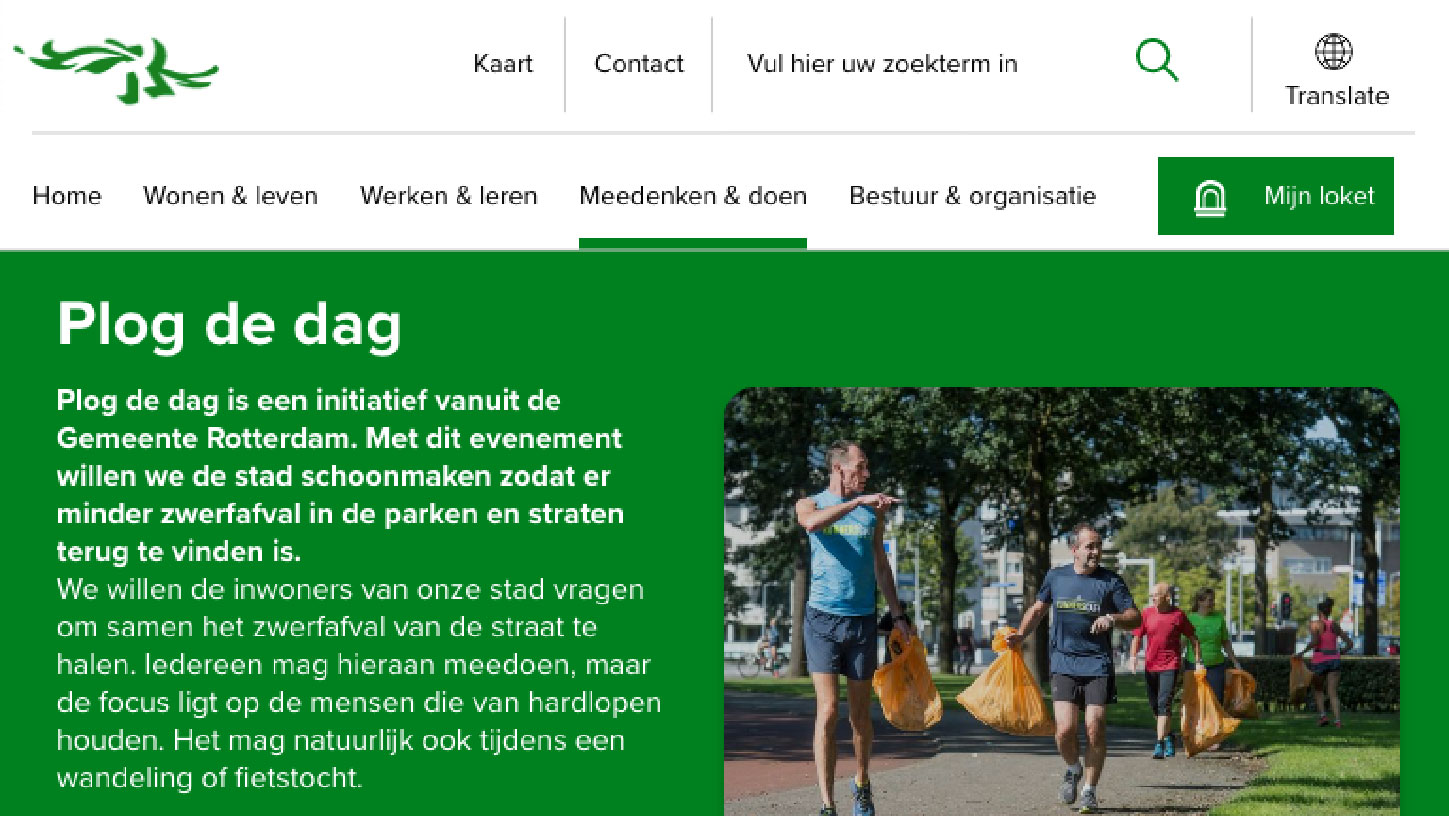 Kaart
Contact
Vul hier uw zoekterm in
Translate
Home
Wonen & leven
Werken & leren
Meedenken & doen
Bestuur & organisatie
Mijn loket
Plog de dag
Plog de dag is een initiatief vanuit de
Gemeente Rotterdam. Met dit evenement
willen we de stad schoonmaken zodat er
minder zwerfafval in de parken en straten
terug te vinden is.
We willen de inwoners van onze stad vragen
om samen het zwerfafval van de straat te
halen. Iedereen mag hieraan meedoen, maar
de focus ligt op de mensen die van hardlopen
houden. Het mag natuurlijk ook tijdens een
wandeling of fietstocht.